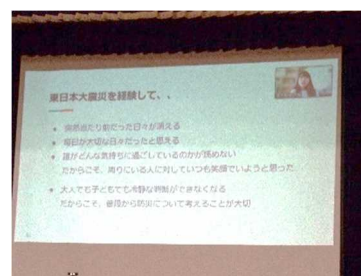 東日本大震災を経験して、、
• 突然当たり前だった日々が消える
• 毎日が大切な日々だったと思える
• 誰がどんな気持ちで過ごしているのかが読めない
だからこそ、周りにいる人に対していつも笑顔でいようと思った
• 大人でも子どもでも冷静な判断ができなくなる
だからこそ、普段から防災について考えることが大切